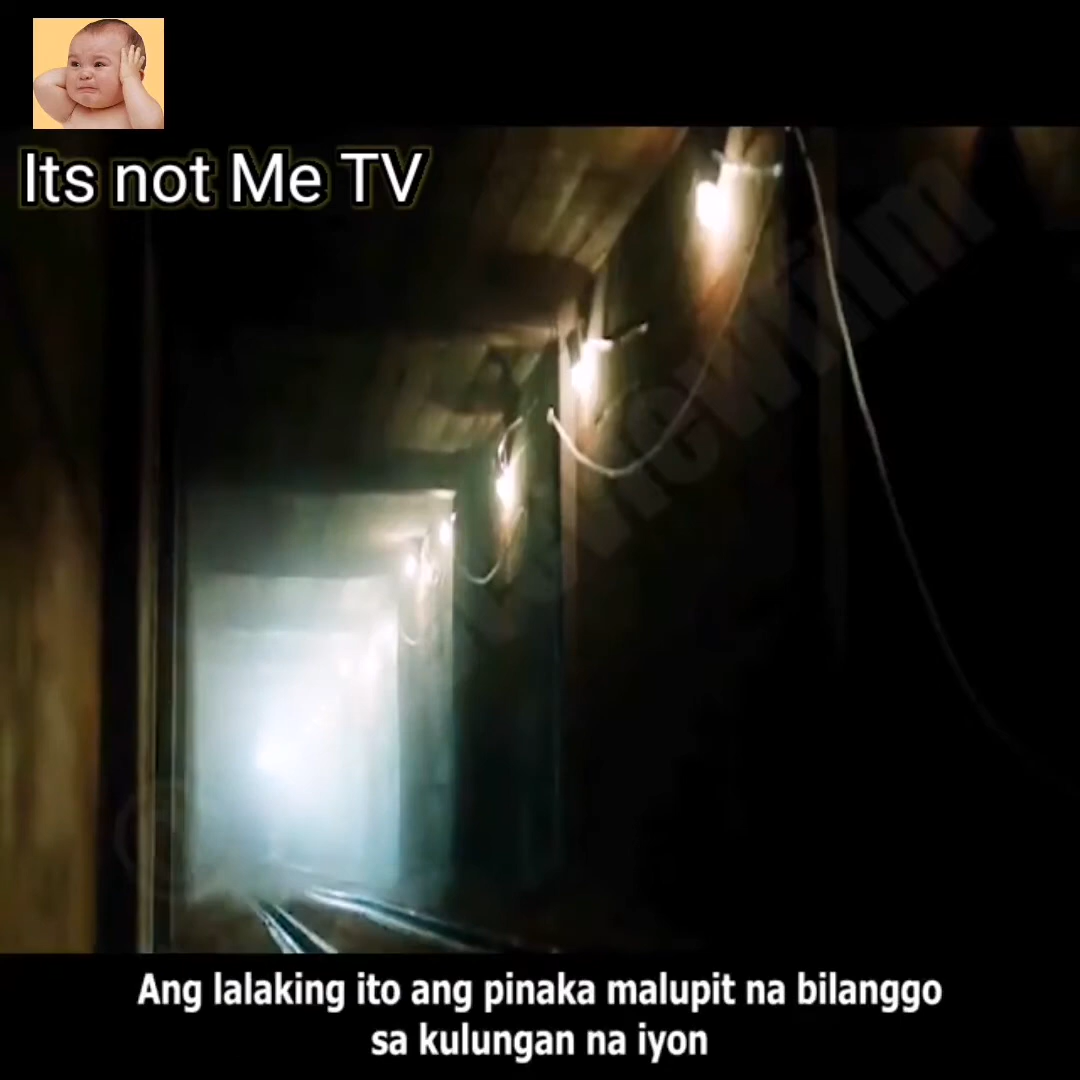 Its not Me TV
Ang lalaking ito ang pinaka malupit na bilanggo
sa kulungan na iyon